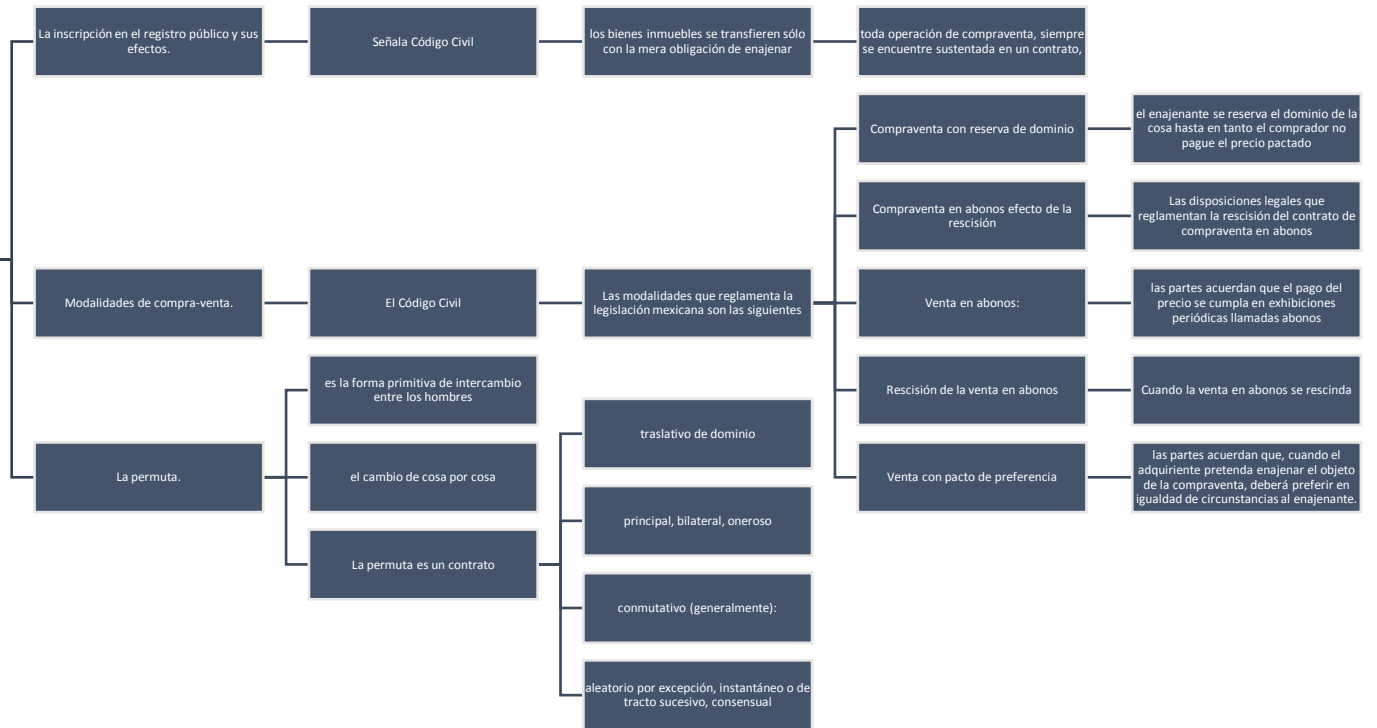 La inscripción en el registro público y sus
efectos.
Señala Código Civil
los bienes inmuebles se transfieren sólo
con la mera obligación de enajenar
toda operación de compraventa, siempre
se encuentre sustentada en un contrato,
Modalidades de compra-venta.
El Código Civil
Las modalidades que reglamenta la
legislación mexicana son las siguientes
Compraventa con reserva de dominio
el enajenante se reserva el dominio de la
cosa hasta en tanto el comprador no
pague el precio pactado
Compraventa en abonos efecto de la
rescisión
Las disposiciones legales que
reglamentan la rescisión del contrato de
compraventa en abonos
Venta en abonos:
las partes acuerdan que el pago del
precio se cumpla en exhibiciones
periódicas llamadas abonos
Rescisión de la venta en abonos
Cuando la venta en abonos se rescinda
Venta con pacto de preferencia
las partes acuerdan que, cuando el
adquiriente pretenda enajenar el objeto
de la compraventa, deberá preferir en
igualdad de circunstancias al enajenante.
La permuta.
es la forma primitiva de intercambio
entre los hombres
el cambio de cosa por cosa
La permuta es un contrato
traslativo de dominio
principal, bilateral, oneroso
conmutativo (generalmente):
aleatorio por excepción, instantáneo o de
tracto sucesivo, consensual